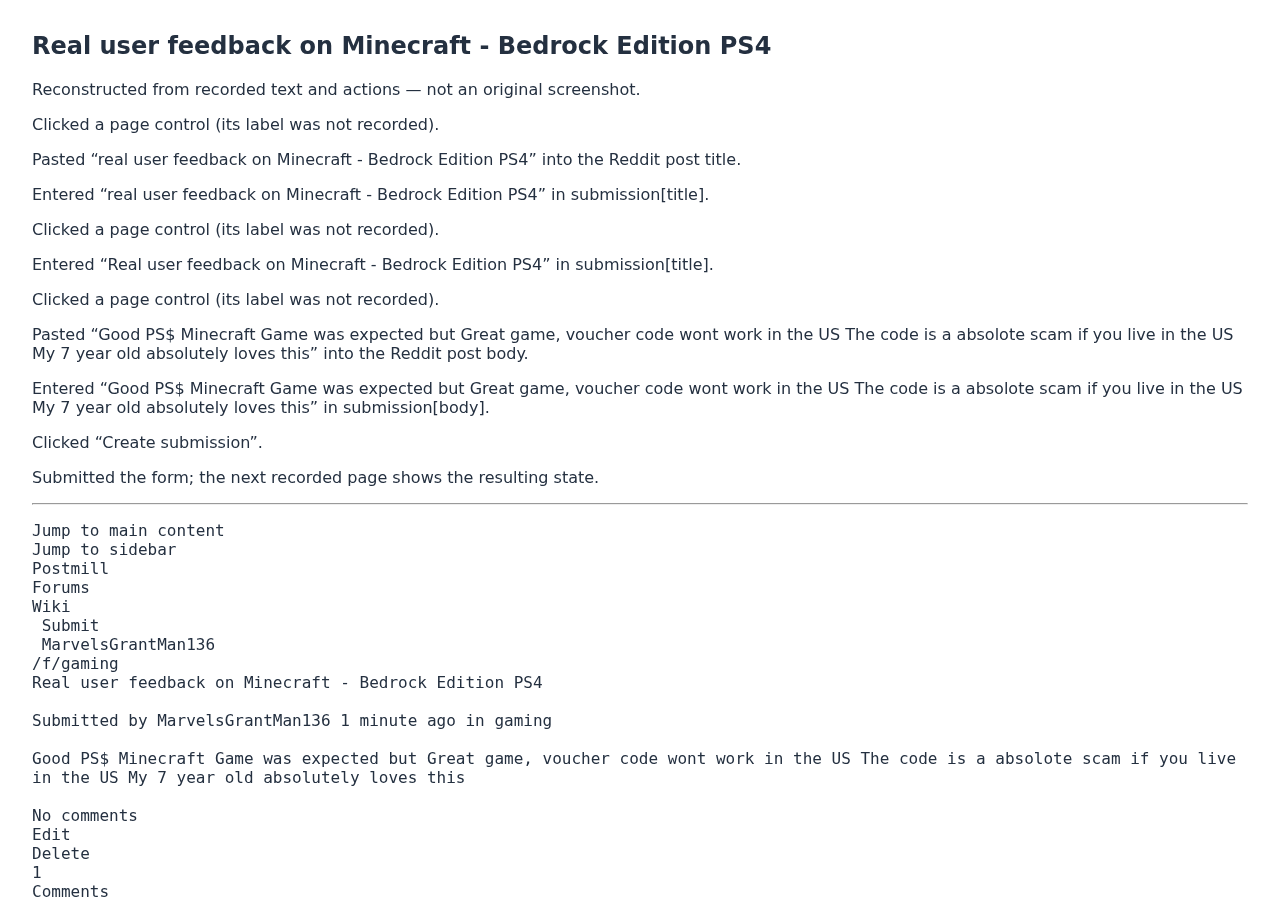 Real user feedback on Minecraft - Bedrock Edition PS4
Reconstructed from recorded text and actions — not an original screenshot.
Clicked a page control (its label was not recorded).
Pasted “real user feedback on Minecraft - Bedrock Edition PS4” into the Reddit post title.
Entered “real user feedback on Minecraft - Bedrock Edition PS4” in submission[title].
Clicked a page control (its label was not recorded).
Entered “Real user feedback on Minecraft - Bedrock Edition PS4” in submission[title].
Clicked a page control (its label was not recorded).
Pasted “Good PS$ Minecraft Game was expected but Great game, voucher code wont work in the US The code is a absolote scam if you live in the US
My 7 year old absolutely loves this” into the Reddit post body.
Entered “Good PS$ Minecraft Game was expected but Great game, voucher code wont work in the US The code is a absolote scam if you live in the US
My 7 year old absolutely loves this” in submission[body].
Clicked “Create submission”.
Submitted the form; the next recorded page shows the resulting state.
Jump to main content
Jump to sidebar
Postmill
Forums
Wiki
Submit
MarvelsGrantMan136
/f/gaming
Real user feedback on Minecraft - Bedrock Edition PS4
Submitted by MarvelsGrantMan136 1 minute ago in gaming
Good PS$ Minecraft Game was expected but Great game, voucher code wont work in the US The code is a absolote scam if you live
in the US My 7 year old absolutely loves this
No comments
Edit
Delete
1
Comments